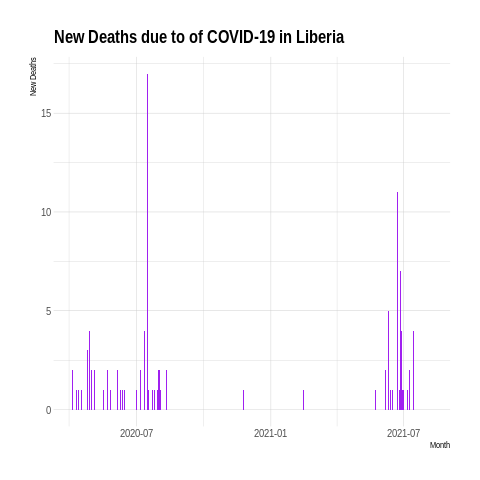 New Deaths due to of COVID-19 in Liberia
New Deaths
15
10
5
0
2020-07
2021-01
2021-07
Month